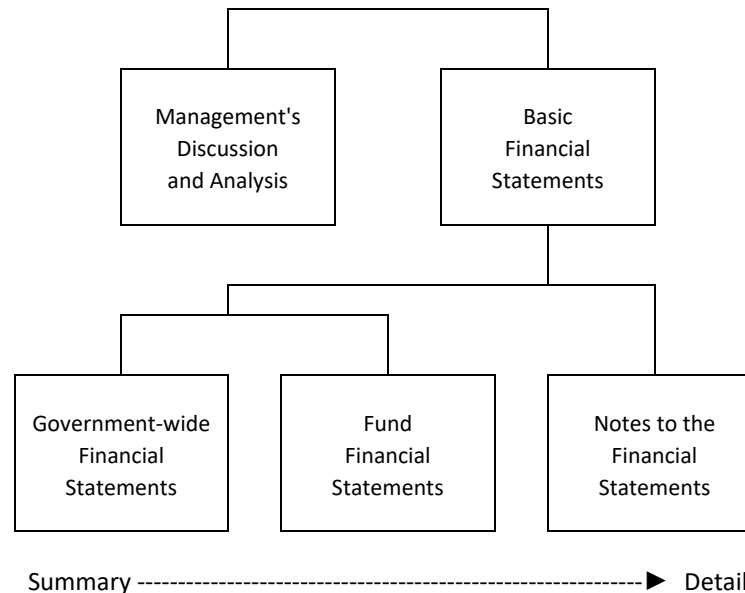 Management's
Discussion
and Analysis
Basic
Financial
Statements
Government-wide
Financial
Statements
Fund
Financial
Statements
Notes to the
Financial
Statements
Summary ---------------------------------------------------------------► Detail